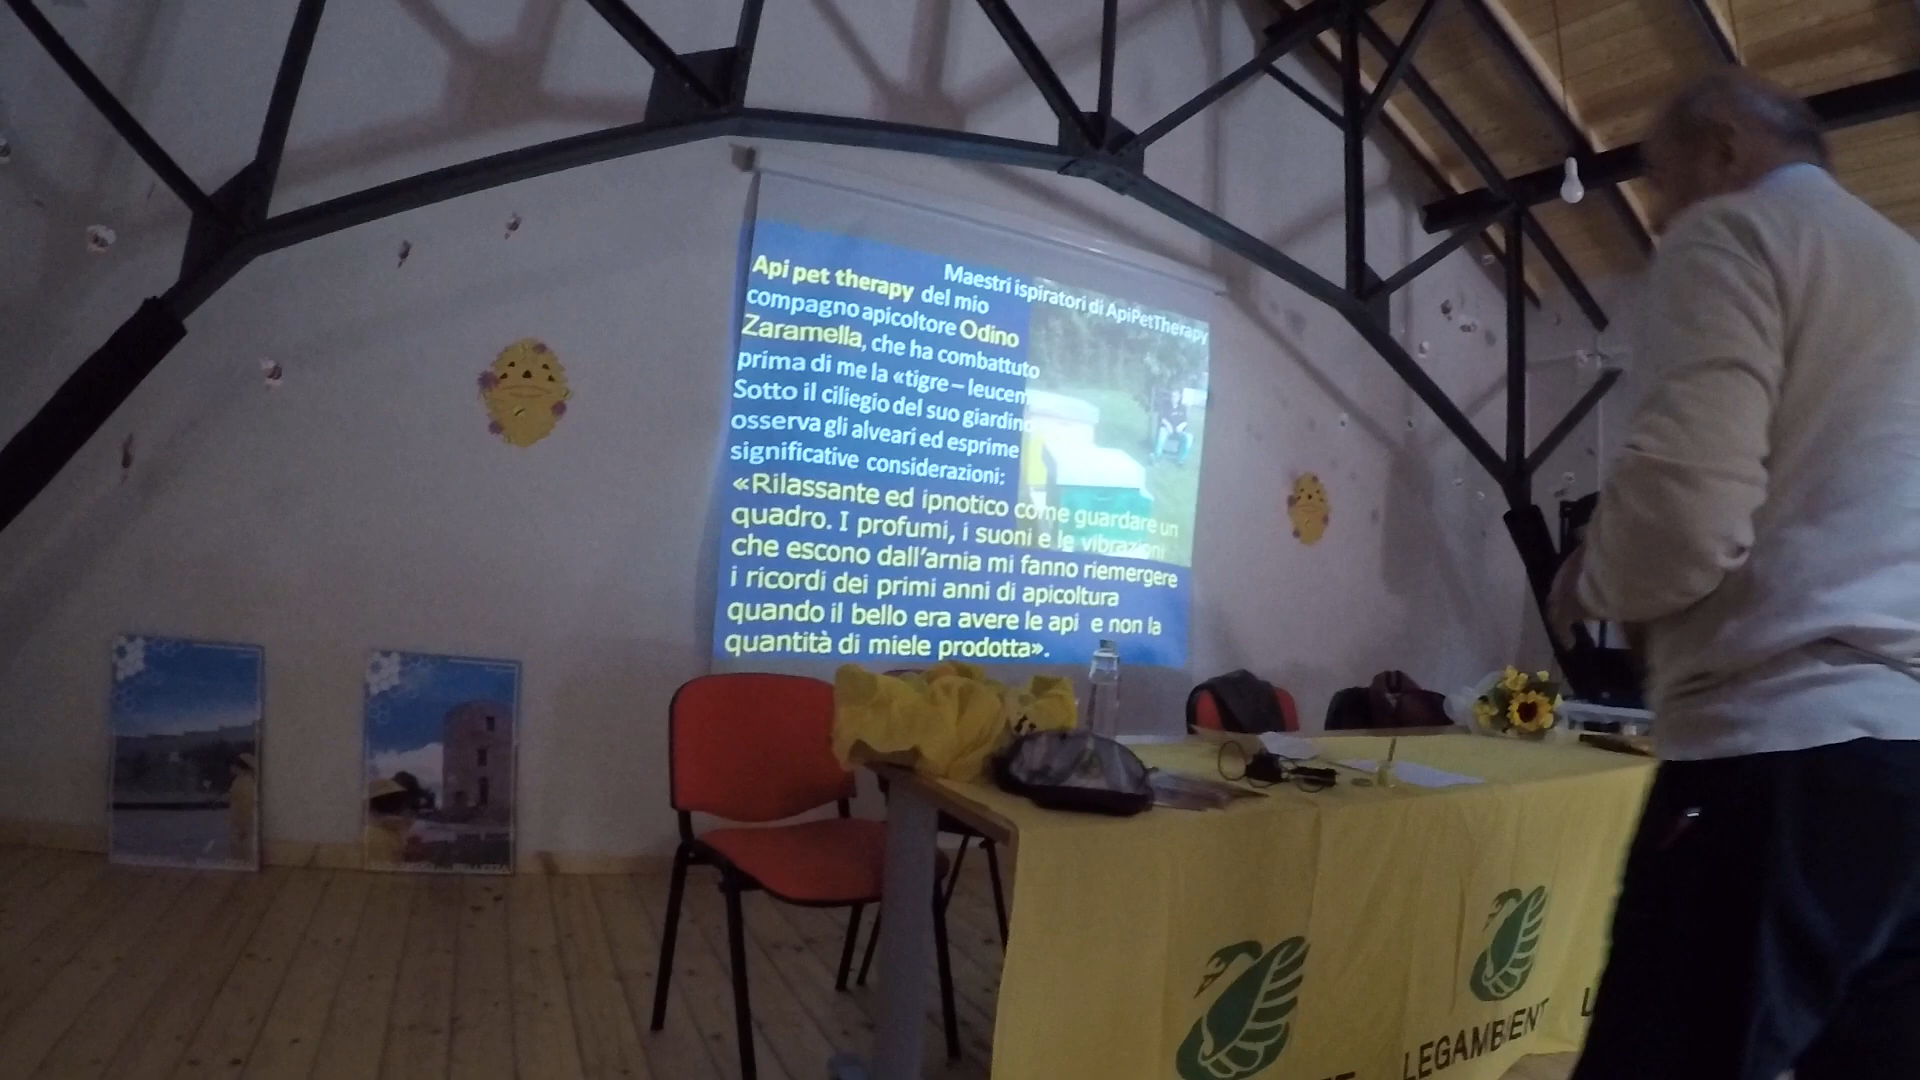 Maestri ispiratori di ApiPetTherapy
Api pet therapy del mio
compagno apicoltore Odino
Zaramella, che ha combattuto
prima di me la «tigre – leucem
Sotto il ciliegio del suo giardino
osserva gli alveari ed esprime
significative considerazioni:
«Rilassante ed ipnotico come guardare un
quadro. I profumi, i suoni e le vibrazioni
che escono dall'arnia mi fanno riemergere
i ricordi dei primi anni di apicoltura
quando il bello era avere le api e non la
quantità di miele prodotta».
LEGAMBIENT